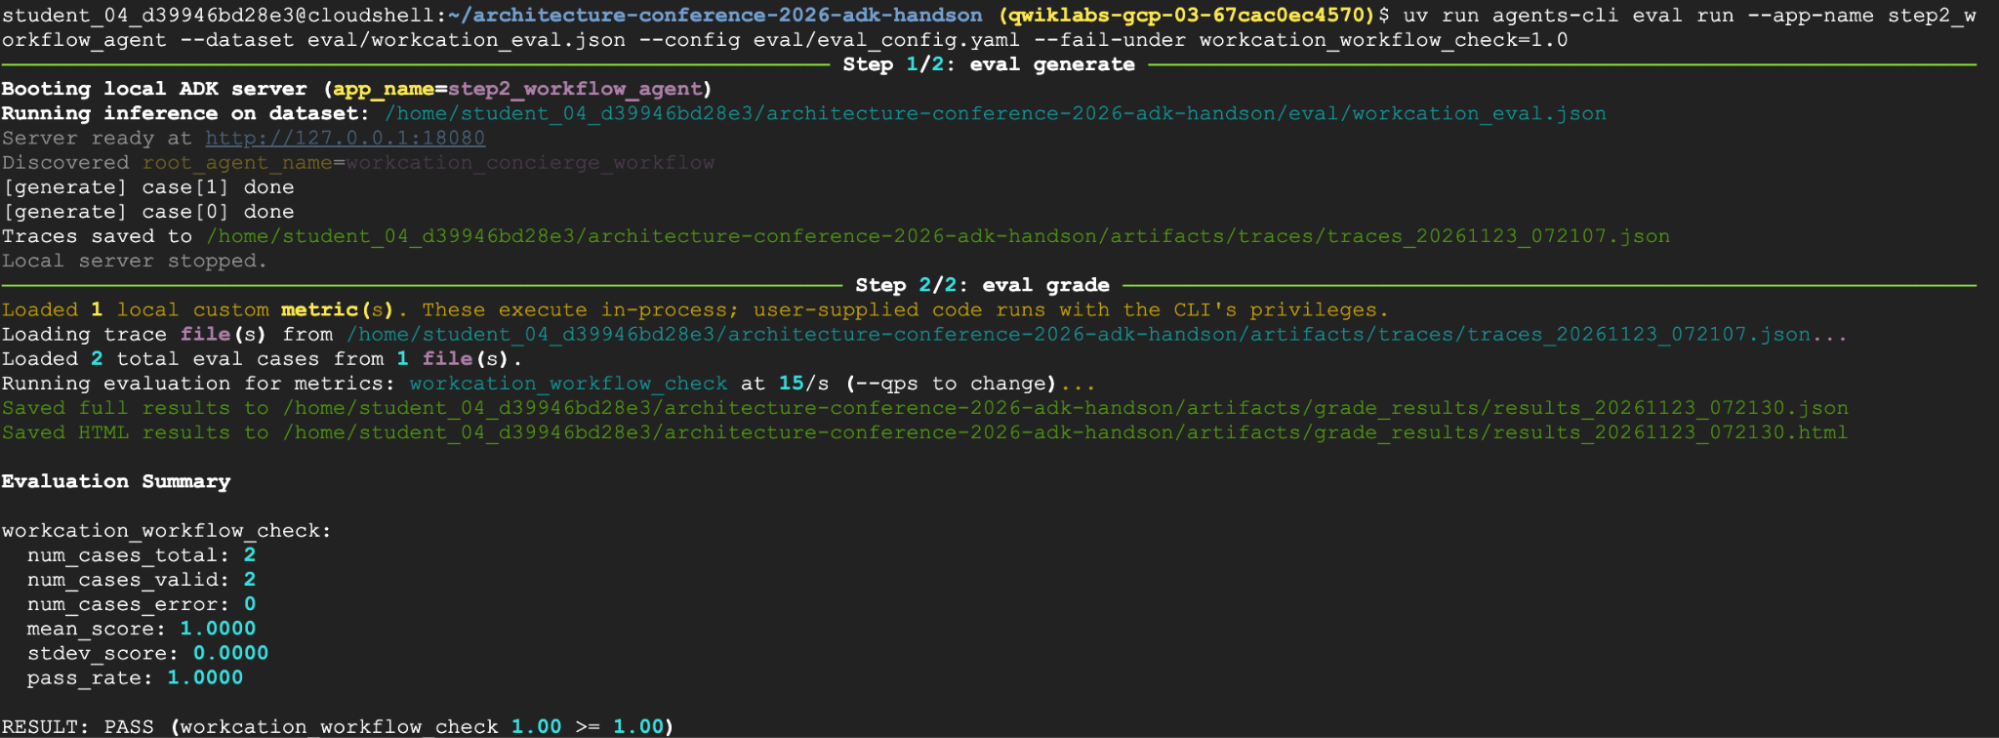 student_04_d39946bd28e3@cloudshell:~/architecture-conference-2026-adk-handson (qwiklabs-gcp-03-67cac0ec4570)$ uv run agents-cli eval run --app-name step2_w
orkflow_agent --dataset eval/workcation_eval.json --config eval/eval_config.yaml --fail-under workcation_workflow_check=1.0
Step 1/2: eval generate
Booting local ADK server (app_name=step2_workflow_agent)
Running inference on dataset: /home/student_04_d39946bd28e3/architecture-conference-2026-adk-handson/eval/workcation_eval.json
Server ready at http://127.0.0.1:18080
Discovered root_agent_name=workcation_concierge_workflow
[generate] case[1] done
[generate] case[0] done
Traces saved to /home/student_04_d39946bd28e3/architecture-conference-2026-adk-handson/artifacts/traces/traces_20261123_072107.json
Local server stopped.
Step 2/2: eval grade
Loaded 1 local custom metric(s). These execute in-process; user-supplied code runs with the CLI's privileges.
Loading trace file(s) from /home/student_04_d39946bd28e3/architecture-conference-2026-adk-handson/artifacts/traces/traces_20261123_072107.json...
Loaded 2 total eval cases from 1 file(s).
Running evaluation for metrics: workcation_workflow_check at 15/s (--qps to change)...
Saved full results to /home/student_04_d39946bd28e3/architecture-conference-2026-adk-handson/artifacts/grade_results/results_20261123_072130.json
Saved HTML results to /home/student_04_d39946bd28e3/architecture-conference-2026-adk-handson/artifacts/grade_results/results_20261123_072130.html
Evaluation Summary
workcation_workflow_check:
num_cases_total: 2
num_cases_valid: 2
num_cases_error: 0
mean_score: 1.0000
stdev_score: 0.0000
pass_rate: 1.0000
RESULT: PASS (workcation_workflow_check 1.00 >= 1.00)